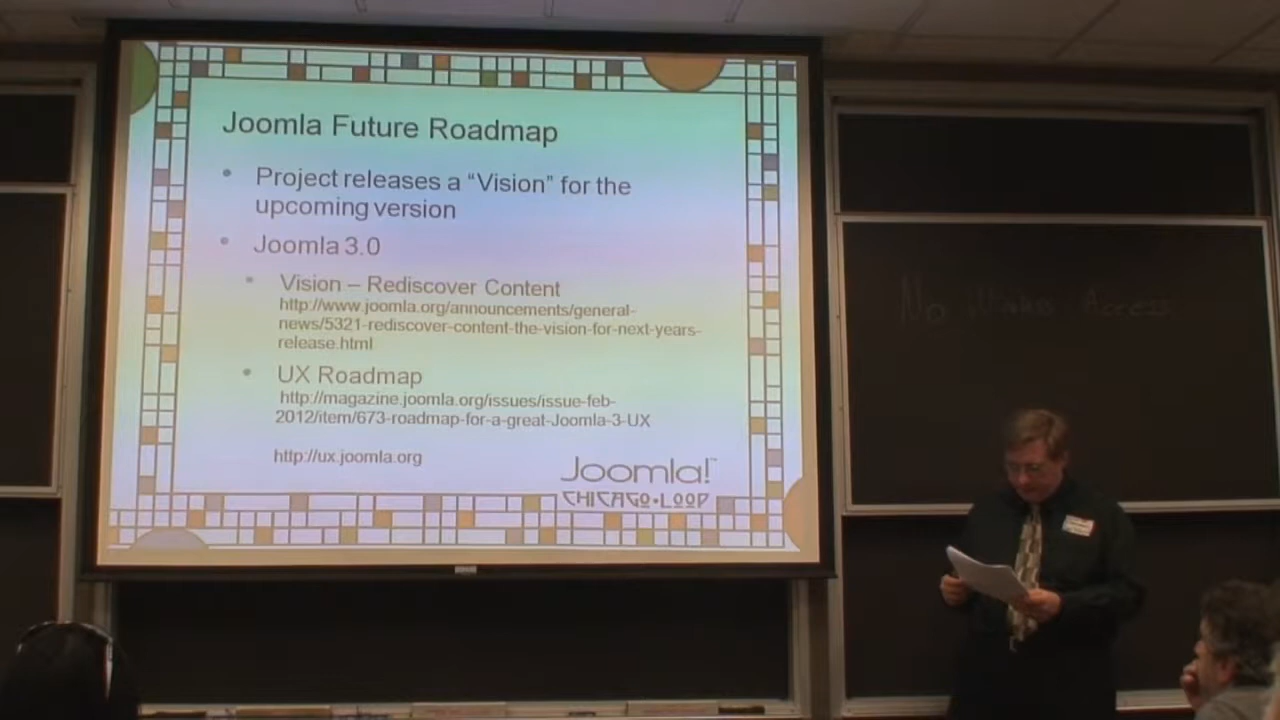 Joomla Future Roadmap
• Project releases a “Vision” for the
upcoming version
• Joomla 3.0
• Vision – Rediscover Content
http://www.joomla.org/announcements/general-
news/5321-rediscover-content-the-vision-for-next-years-
release.html
• UX Roadmap
http://magazine.joomla.org/issues/issue-feb-
2012/item/673-roadmap-for-a-great-Joomla-3-UX
http://ux.joomla.org
Joomla!™
CHICAGO•LOOP
No Wireless Access